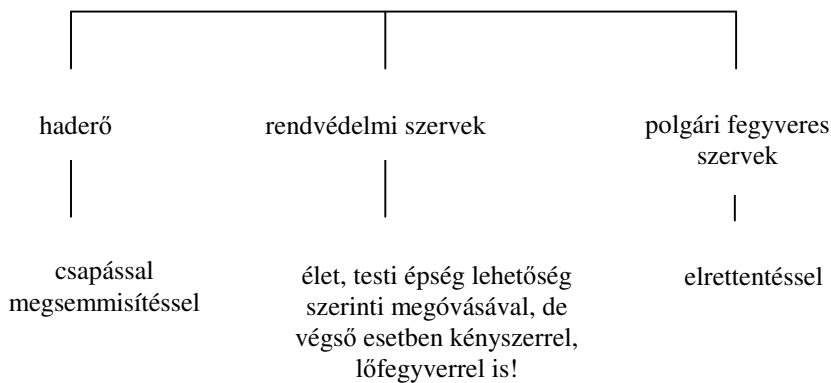 haderő
rendvédelmi szervek
polgári fegyveres
szervek
csapással
megsemmisítéssel
élet, testi épség lehetőség
szerinti megóvásával, de
végső esetben kényszerrel,
lőfegyverrel is!
elrettentéssel